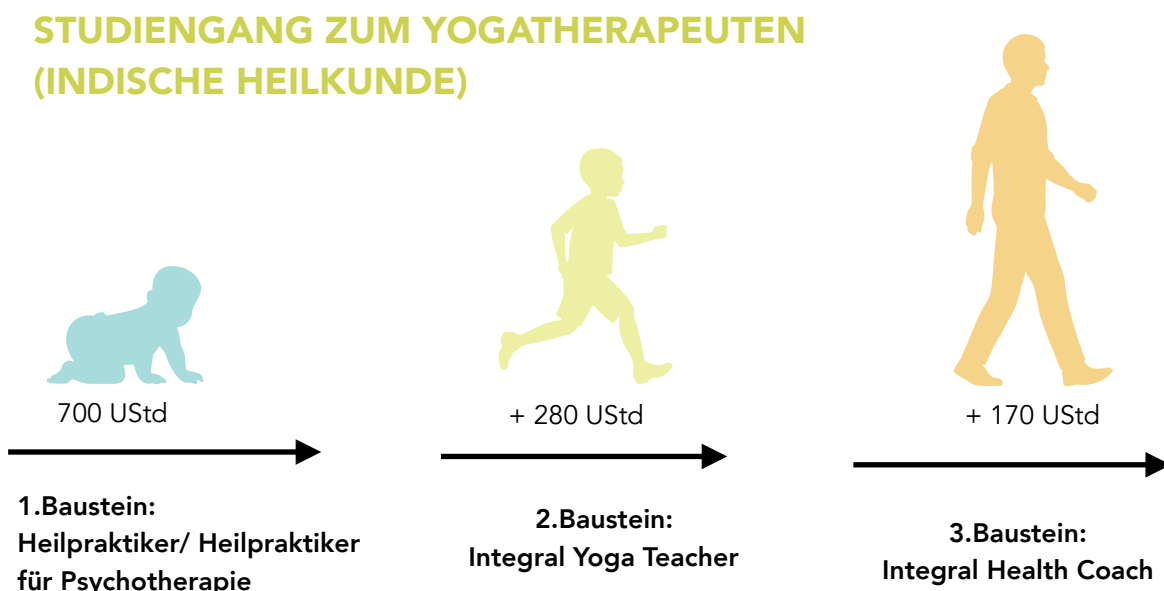 STUDIENGANG ZUM YOGATHERAPEUTEN
(INDISCHE HEILKUNDE)
700 UStd
+ 280 UStd
+ 170 UStd
1.Baustein:
Heilpraktiker/ Heilpraktiker
für Psychotherapie
2.Baustein:
Integral Yoga Teacher
3.Baustein:
Integral Health Coach